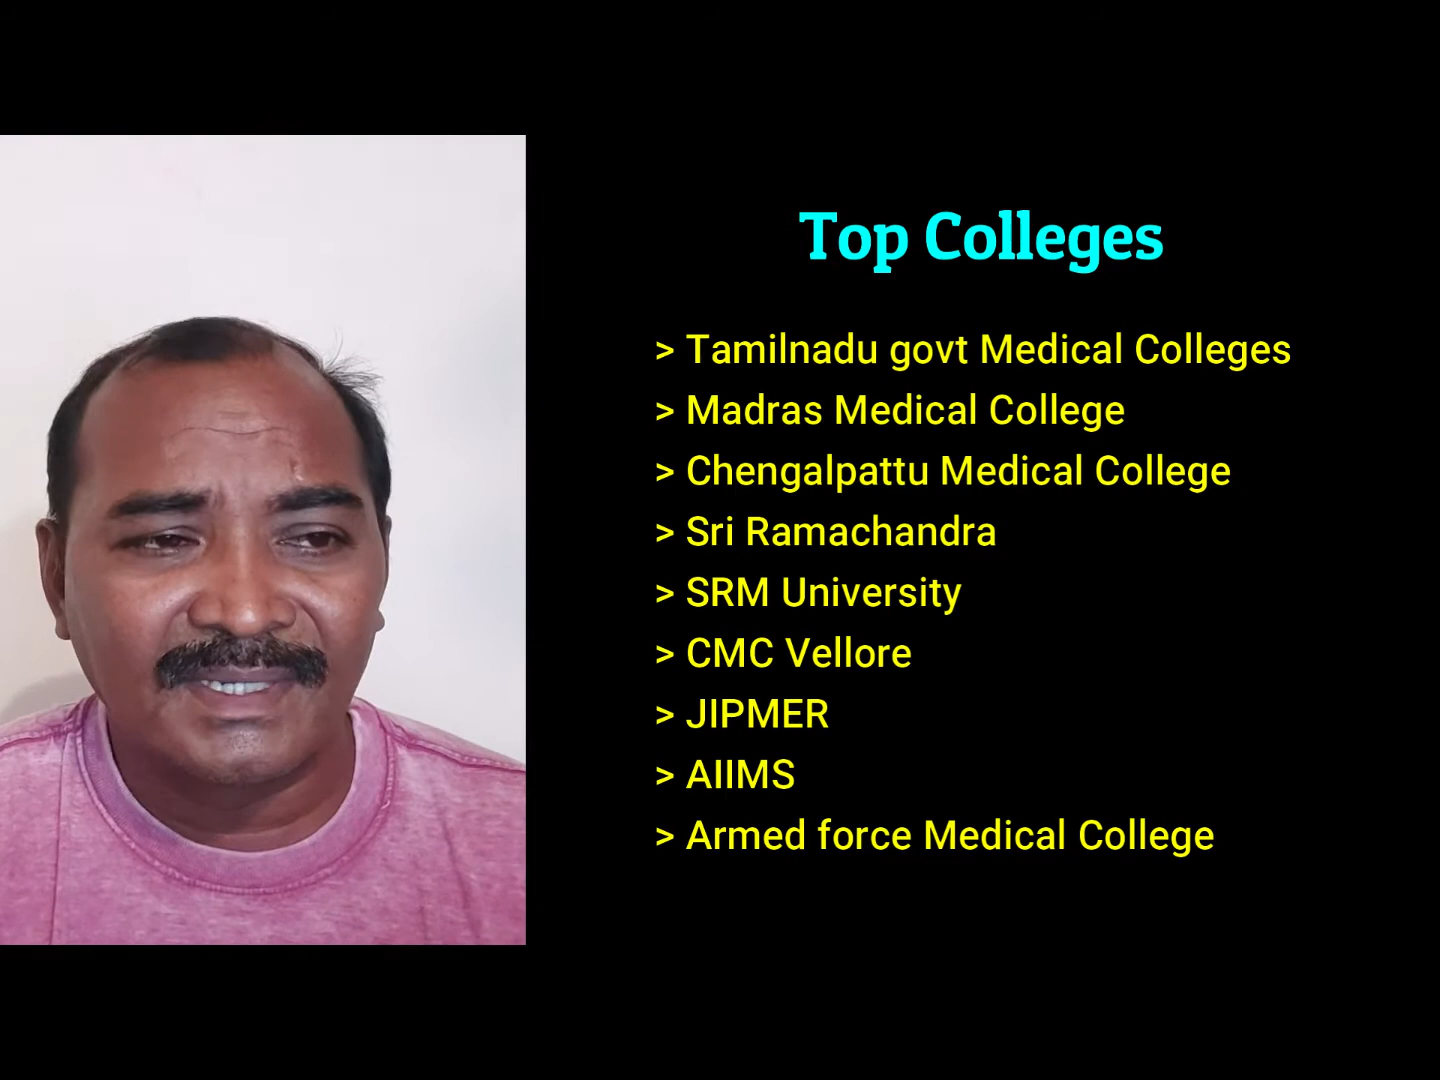 Top Colleges
> Tamilnadu govt Medical Colleges
> Madras Medical College
> Chengalpattu Medical College
> Sri Ramachandra
> SRM University
> CMC Vellore
> JIPMER
> AIIMS
> Armed force Medical College